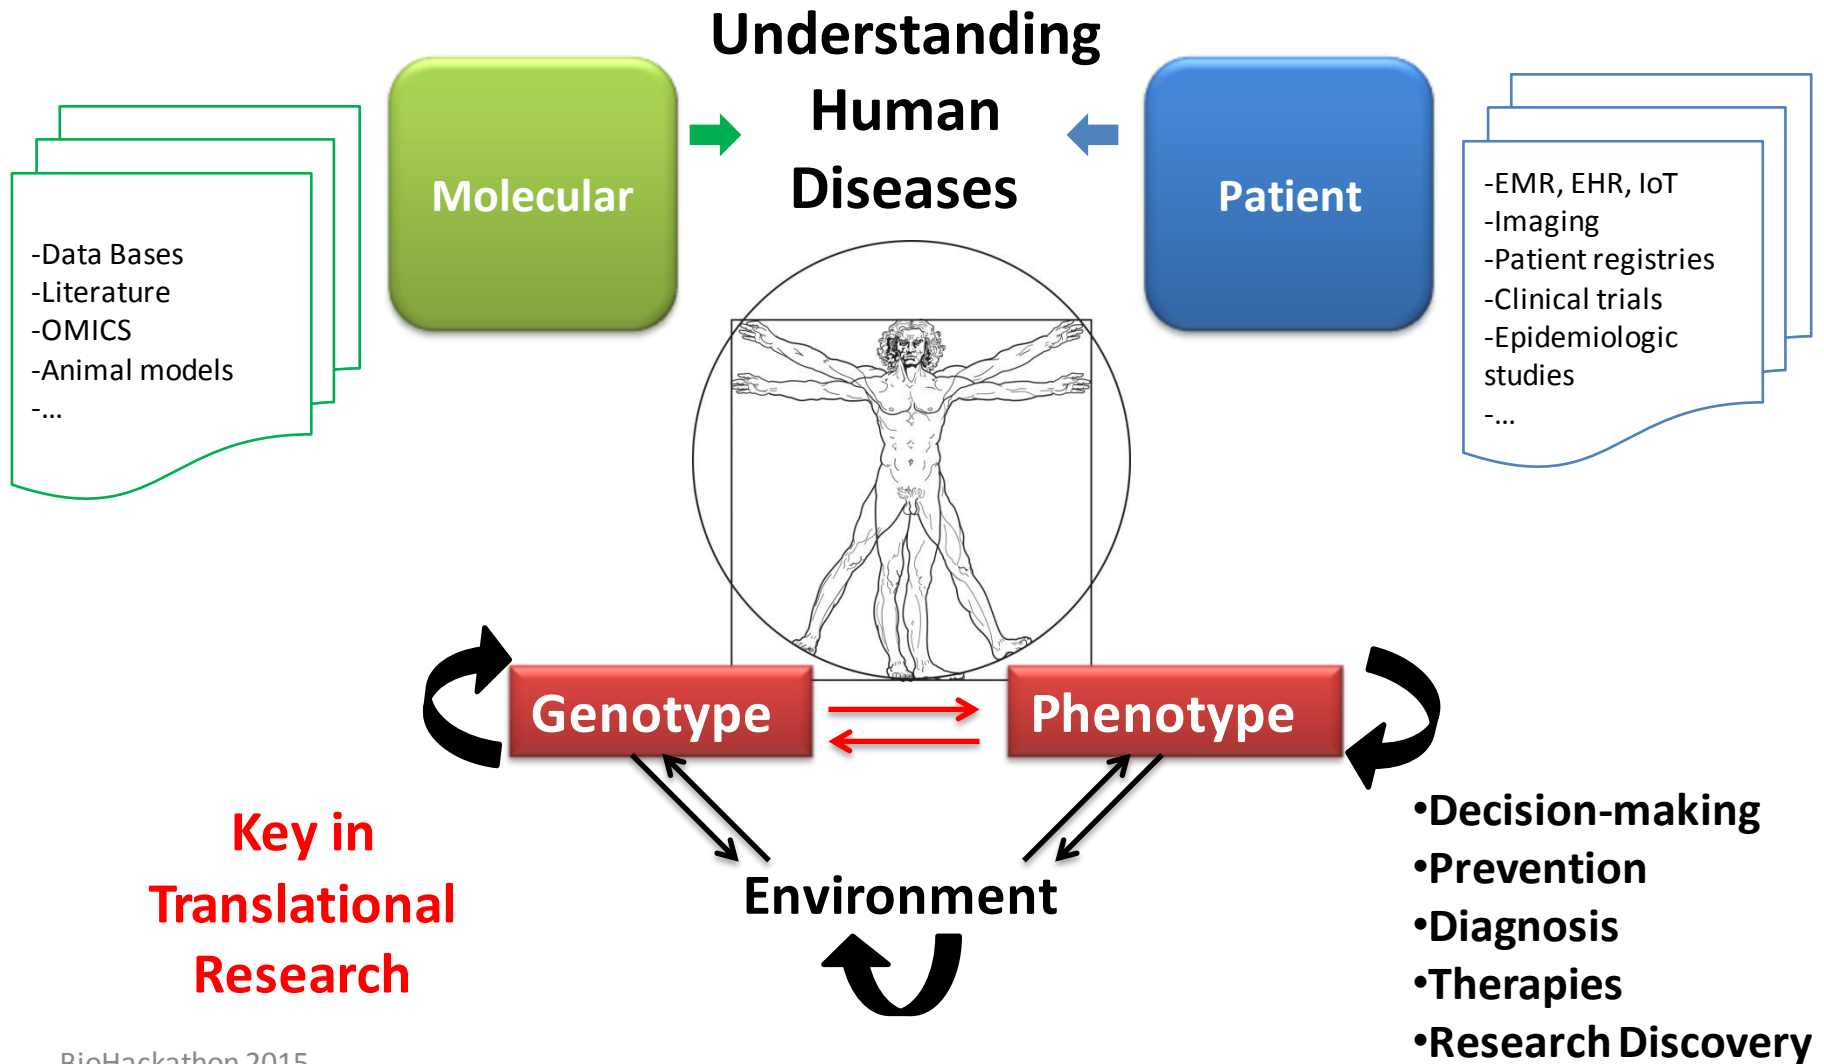 Understanding
Human
Diseases
Molecular
Patient
-Data Bases
-Literature
-OMICS
-Animal models
-...
-EMR, EHR, IoT
-Imaging
-Patient registries
-Clinical trials
-Epidemiologic
studies
-...
Genotype
Phenotype
Environment
Key in
Translational
Research
•Decision-making
•Prevention
•Diagnosis
•Therapies
•Research Discovery
BioHackathon 2015